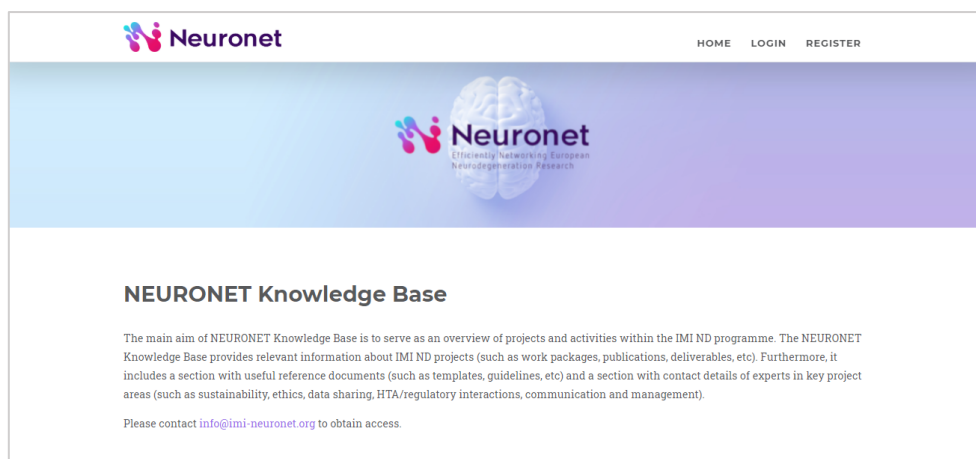 Neuronet
HOME LOGIN REGISTER
Neuronet
Efficiently Networking European
Neurodegeneration Research
NEURONET Knowledge Base
The main aim of NEURONET Knowledge Base is to serve as an overview of projects and activities within the IMI ND programme. The NEURONET
Knowledge Base provides relevant information about IMI ND projects (such as work packages, publications, deliverables, etc). Furthermore, it
includes a section with useful reference documents (such as templates, guidelines, etc) and a section with contact details of experts in key project
areas (such as sustainability, ethics, data sharing, HTA/regulatory interactions, communication and management).
Please contact info@imi-neuronet.org to obtain access.